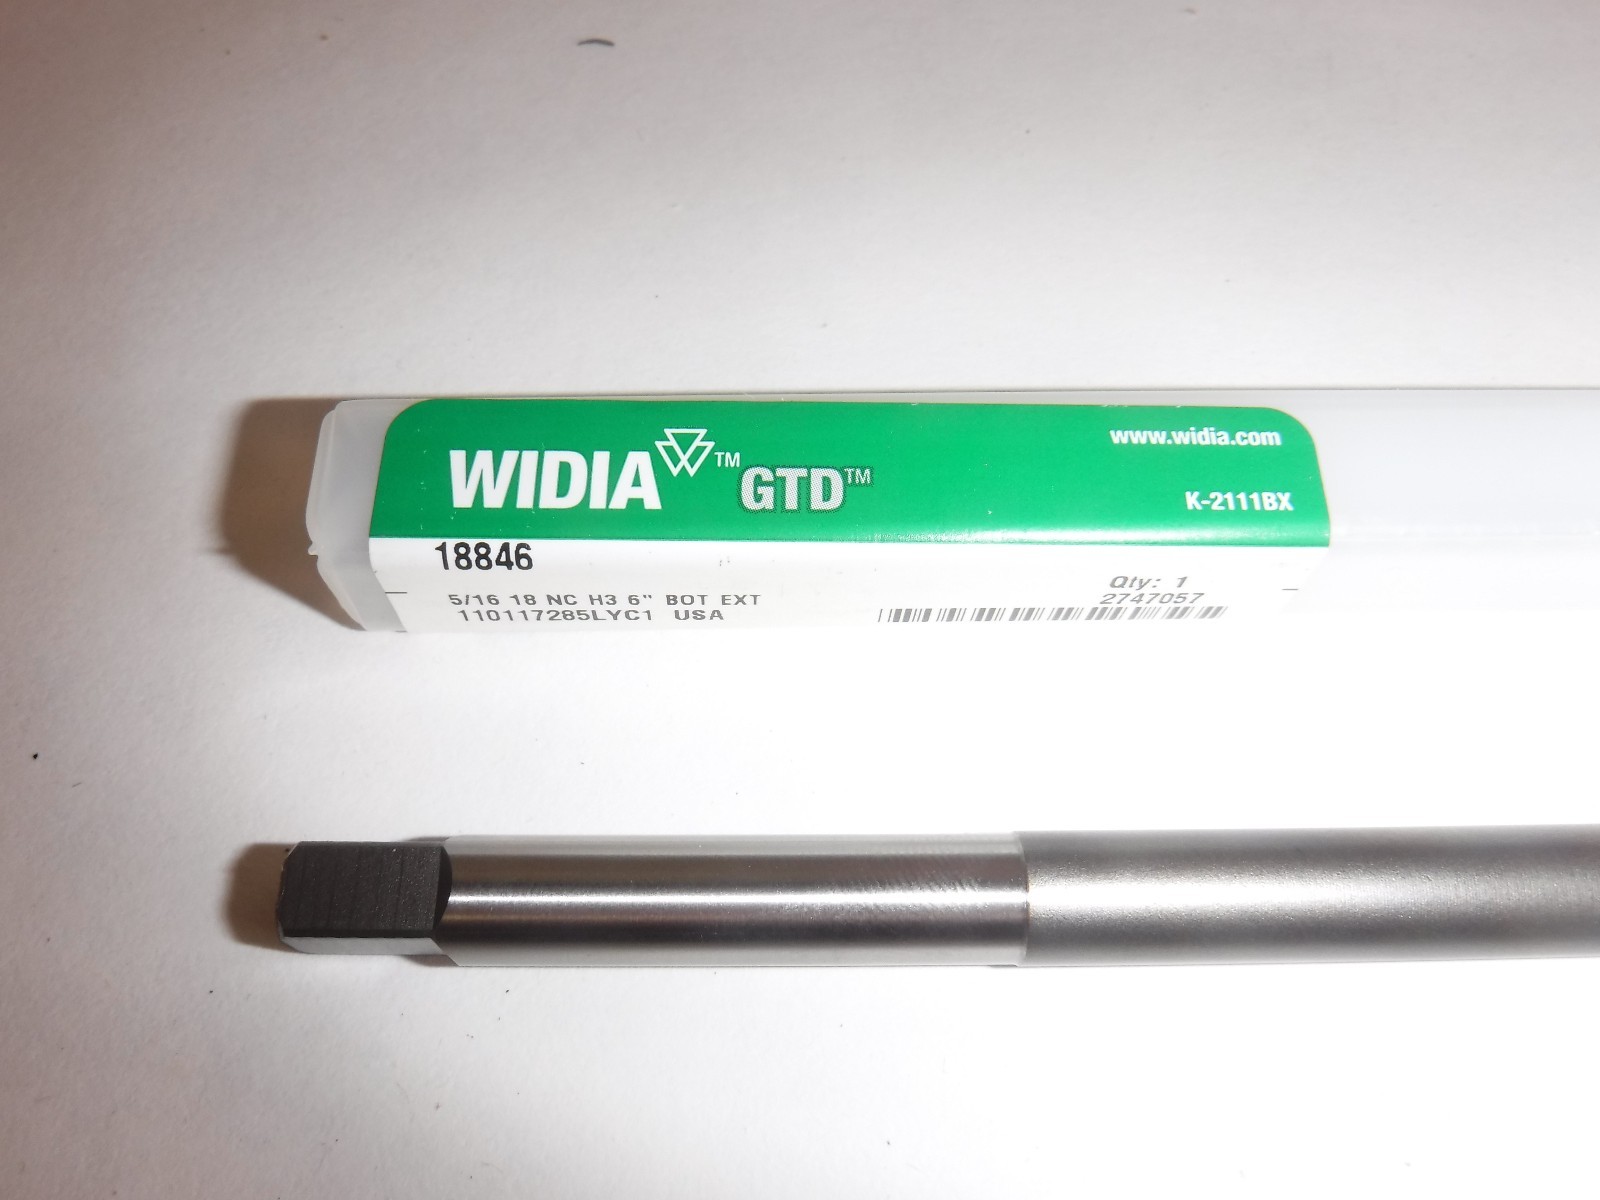 WIDIA™ GTD™
www.widia.com
K-2111BX
18846
5/16 18 NC H3 6" BOT EXT
110117285LYC1 USA
Qty: 1
2747057